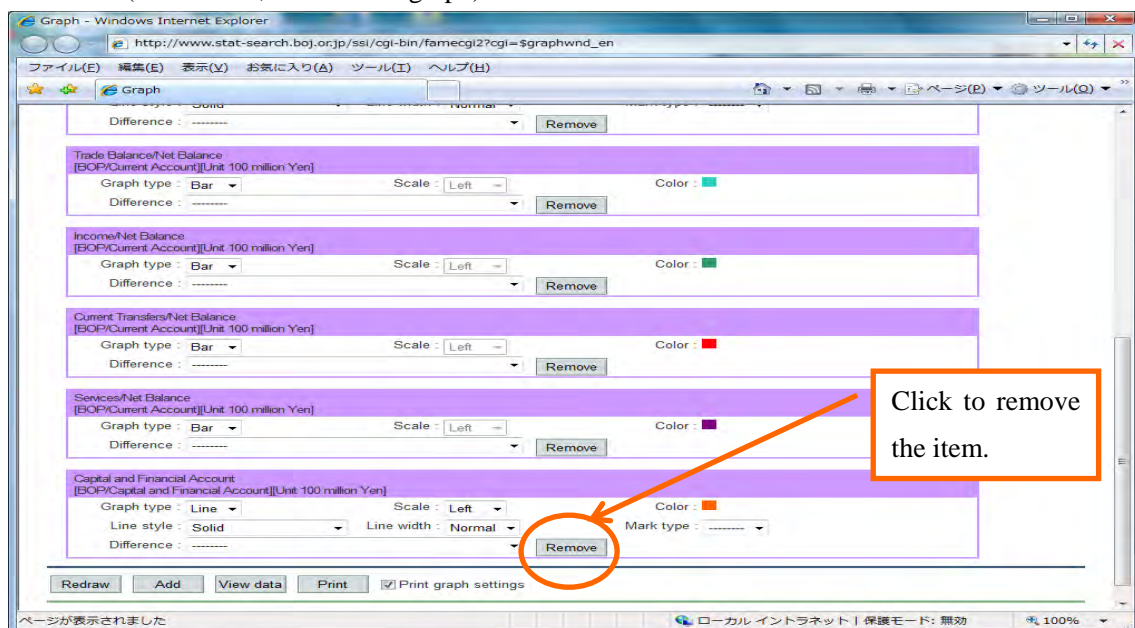 Graph - Windows Internet Explorer
http://www.stat-search.boj.or.jp/ssi/cgi-bin/famecgi2?cgi=$graphwnd_en
ファイル(F) 編集(E) 表示(V) お気に入り(A) ツール(T) ヘルプ(H)
Graph ページ(P) ツール(O)
Line style : Solid Line width : Normal Mark type : --------
Difference : -------- Remove
Trade Balance/Net Balance
[BOP/Current Account][Unit 100 million Yen]
Graph type : Bar Scale : Left Color :
Difference : -------- Remove
Income/Net Balance
[BOP/Current Account][Unit 100 million Yen]
Graph type : Bar Scale : Left Color :
Difference : -------- Remove
Current Transfers/Net Balance
[BOP/Current Account][Unit 100 million Yen]
Graph type : Bar Scale : Left Color :
Difference : -------- Remove
Services/Net Balance
[BOP/Current Account][Unit 100 million Yen]
Graph type : Bar Scale : Left Color :
Difference : -------- Remove
Click to remove
the item.
Capital and Financial Account
[BOP/Capital and Financial Account][Unit 100 million Yen]
Graph type : Line Scale : Left Color :
Line style : Solid Line width : Normal Mark type : --------
Difference : -------- Remove
Redraw Add View data Print Print graph settings
ページが表示されました ローカル イントラネット | 保護モード: 無効 100%